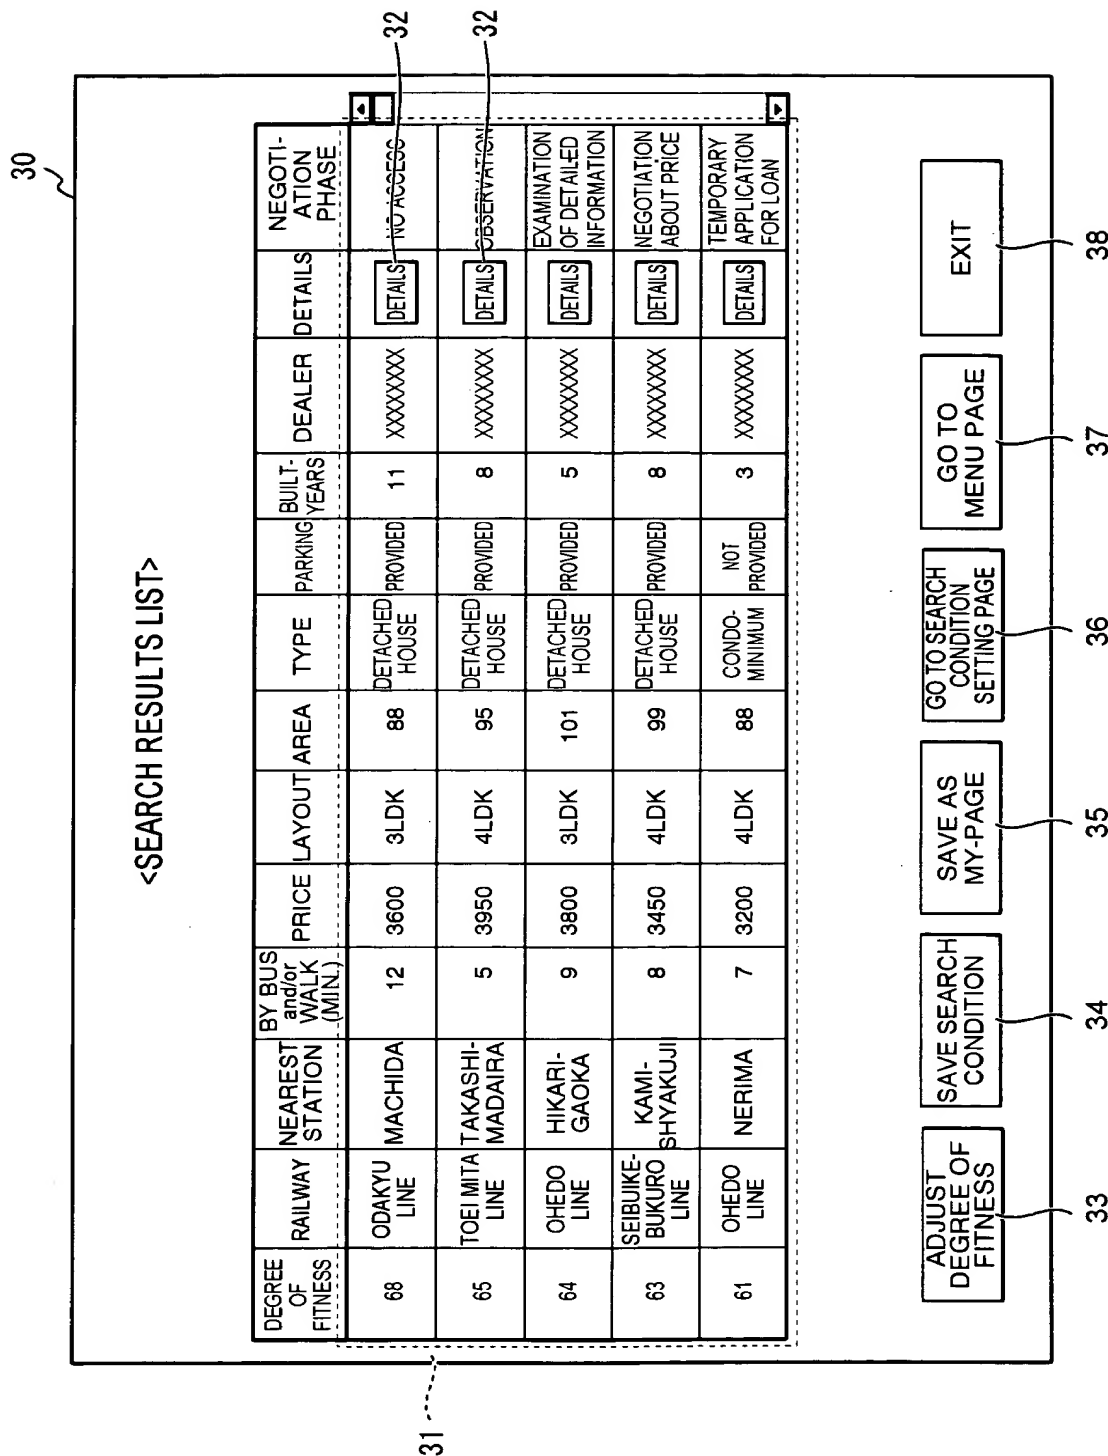 30
<SEARCH RESULTS LIST>
DEGREE OF FITNESS RAILWAY NEAREST STATION BY BUS and/or WALK (MIN.) PRICE LAYOUT AREA TYPE PARKING BUILT-YEARS DEALER DETAILS NEGOTI-ATION PHASE
68 ODAKYU LINE MACHIDA 12 3600 3LDK 88 DETACHED HOUSE PROVIDED 11 XXXXXXXX DETAILS NO ACCESS
65 TOEI MITA LINE TAKASHI-MADAIRA 5 3950 4LDK 95 DETACHED HOUSE PROVIDED 8 XXXXXXXX DETAILS OBSERVATION
64 OHEDO LINE HIKARI-GAOKA 9 3800 3LDK 101 DETACHED HOUSE PROVIDED 5 XXXXXXXX DETAILS EXAMINATION OF DETAILED INFORMATION
63 SEIBUIKE-BUKURO LINE KAMI-SHYAKUJI 8 3450 4LDK 99 DETACHED HOUSE PROVIDED 8 XXXXXXXX DETAILS NEGOTIATION ABOUT PRICE
61 OHEDO LINE NERIMA 7 3200 4LDK 88 CONDO-MINIMUM NOT PROVIDED 3 XXXXXXXX DETAILS TEMPORARY APPLICATION FOR LOAN
31
32
32
ADJUST DEGREE OF FITNESS
SAVE SEARCH CONDITION
SAVE AS MY-PAGE
GO TO SEARCH CONDITION SETTING PAGE
GO TO MENU PAGE
EXIT
33 34 35 36 37 38